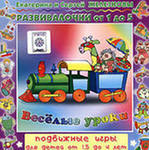 Екатерина и Сергей ЖЕЛЕЗНОВЫ
РАЗВИВАЛОЧКИ от 1 до 5
Весёлые уроки
подвижные игры
для детей от 1,5 до 4 лет